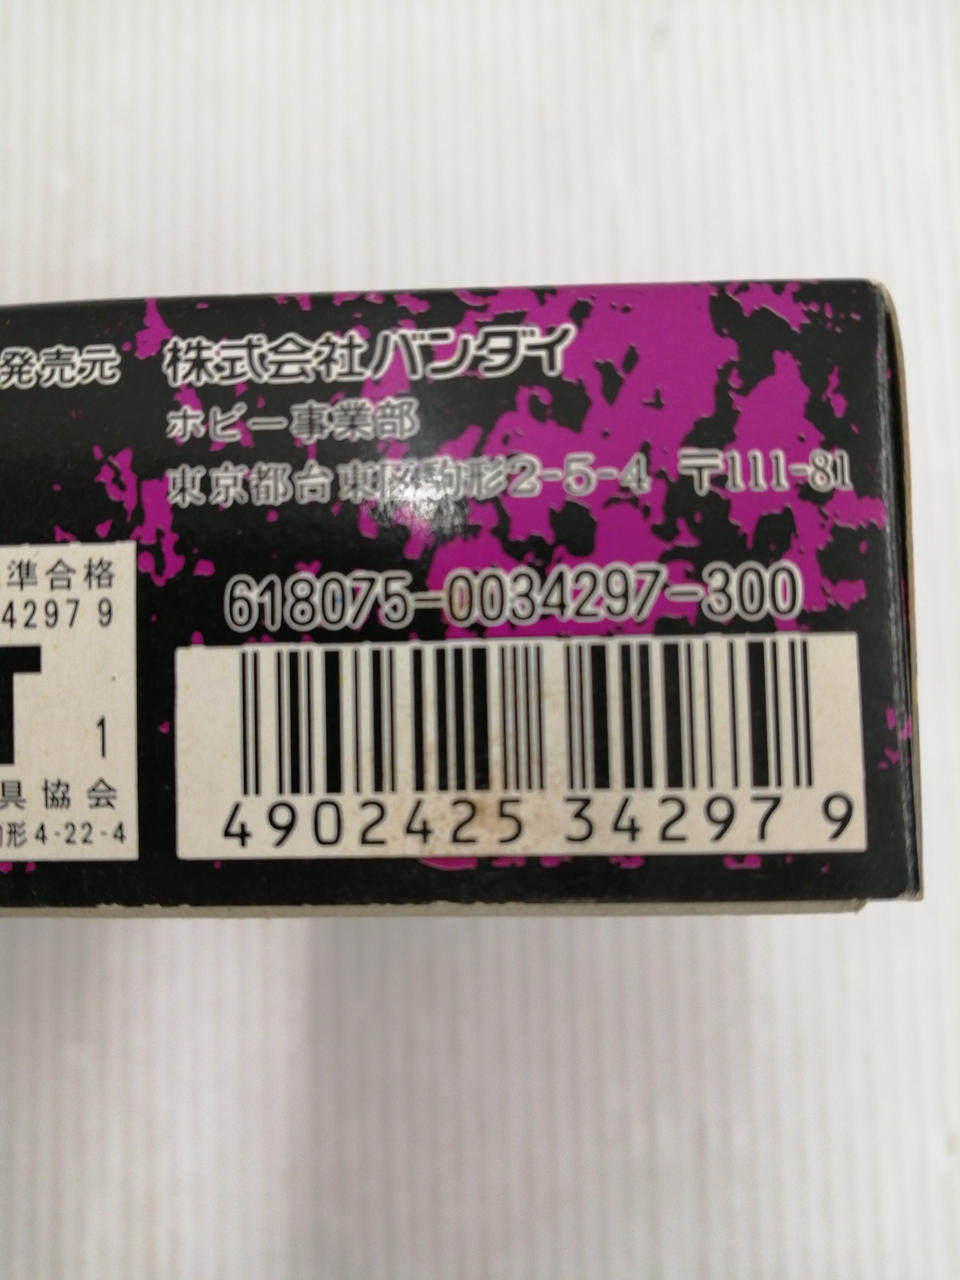 発売元 株式会社バンダイ
ホビー事業部
東京都台東区駒形2-5-4 〒111-81
618075-0034297-300
準合格
4297 9
1
具協会
形4-22-4
4902425 34297 9